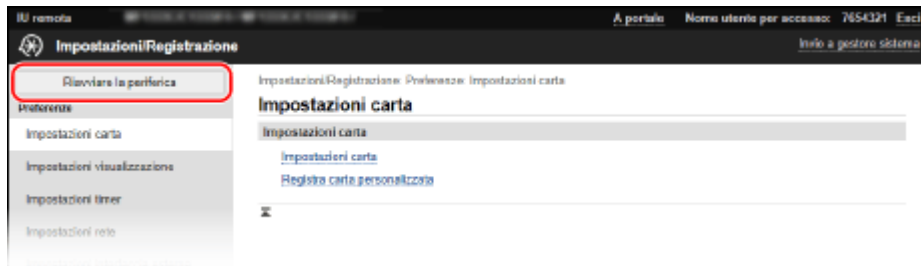 IU remota
A portale Nome utente per accesso: 7654321 Esci
Impostazioni/Registrazione
Invio a gestore sistema
Riavviare la periferica
Impostazioni/Registrazione: Preferenze: Impostazioni carta
Preferenze
Impostazioni carta
Impostazioni carta
Impostazioni carta
Impostazioni carta
Registra carta personalizzata
Impostazioni visualizzazione
Impostazioni timer
Impostazioni rete